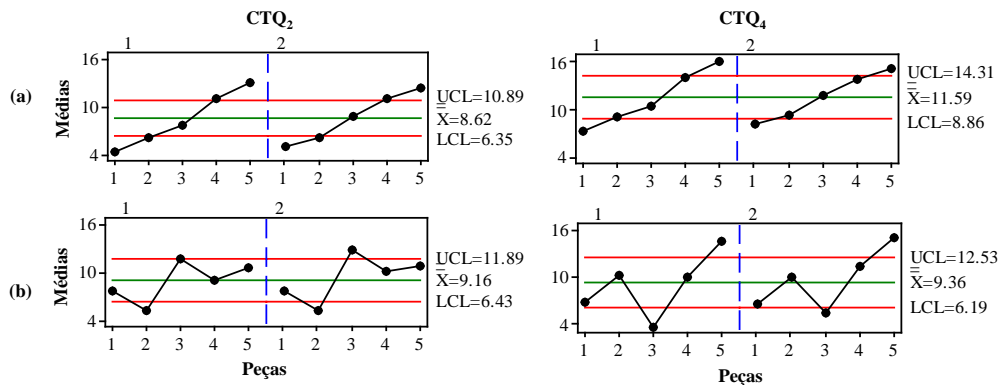 CTQ2 CTQ4
1 2 1 2
(a) Médias 16 10 4 UCL=10.89 16 10 4 UCL=14.31
X=8.62 X=11.59
LCL=6.35 LCL=8.86
1 2 3 4 5 1 2 3 4 5 1 2 3 4 5 1 2 3 4 5
1 2 1 2
(b) Médias 16 10 4 UCL=11.89 16 10 4 UCL=12.53
X=9.16 X=9.36
LCL=6.43 LCL=6.19
1 2 3 4 5 1 2 3 4 5 1 2 3 4 5 1 2 3 4 5
Peças Peças